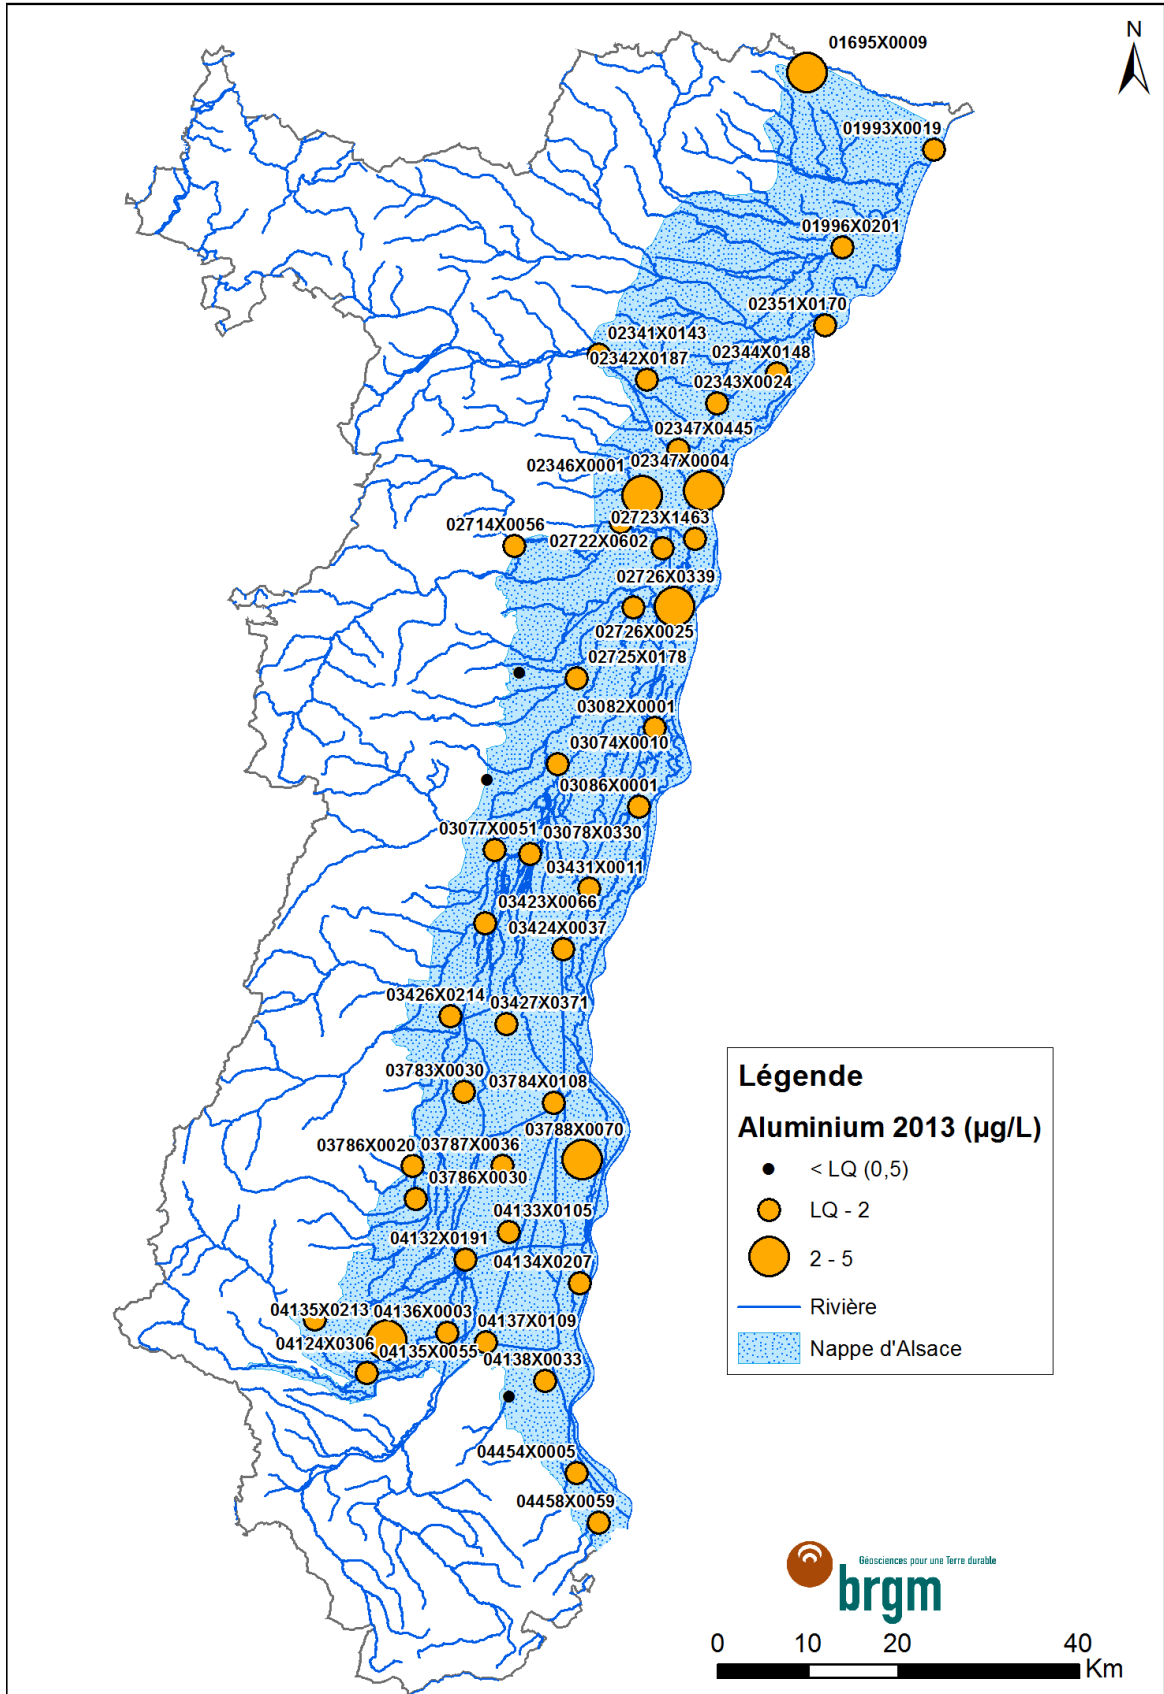 N
01695X0009
01993X0019
01996X0201
02351X0170
02341X0143
02342X0187
02344X0148
02343X0024
02347X0445
02346X0001
02347X0004
02714X0056
02723X1463
02722X0602
02726X0339
02726X0025
02725X0178
03082X0001
03074X0010
03086X0001
03077X0051
03078X0330
03431X0011
03423X0066
03424X0037
03426X0214
03427X0371
03783X0030
03784X0108
03788X0070
03786X0020
03787X0036
03786X0030
04133X0105
04132X0191
04134X0207
04135X0213
04136X0003
04137X0109
04124X0306
04135X0055
04138X0033
04454X0005
04458X0059
Légende
Aluminium 2013 (µg/L)
< LQ (0,5)
LQ - 2
2 - 5
Rivière
Nappe d'Alsace
Géosciences pour une Terre durable
brgm
0 10 20 40
Km